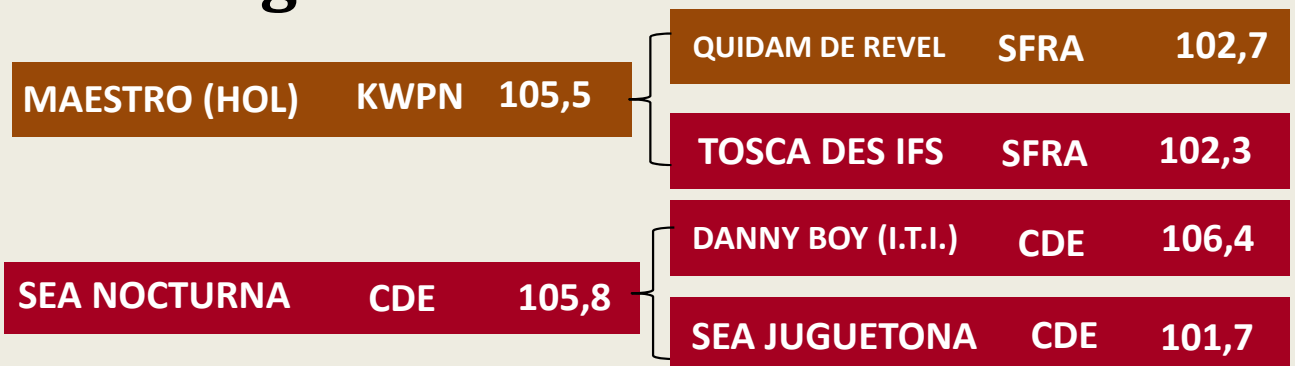 MAESTRO (HOL) KWPN 105,5
QUIDAM DE REVEL SFRA 102,7
TOSCA DES IFS SFRA 102,3
SEA NOCTURNA CDE 105,8
DANNY BOY (I.T.I.) CDE 106,4
SEA JUGUETONA CDE 101,7